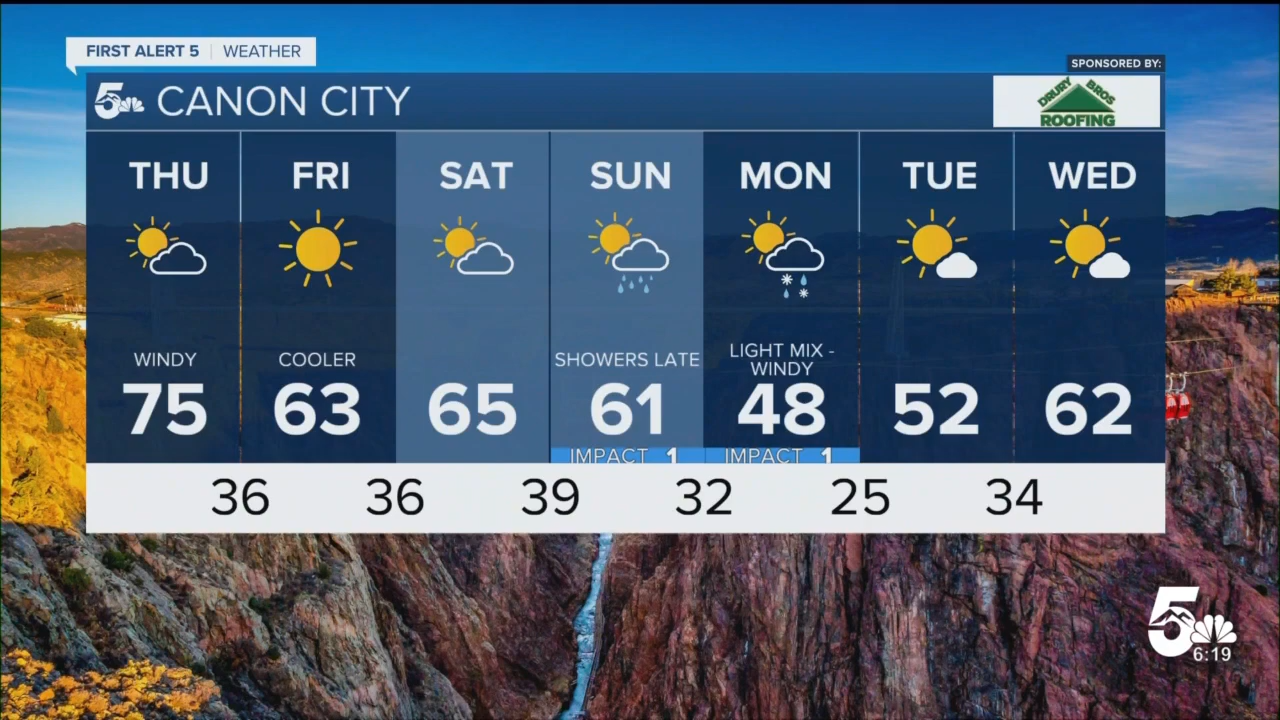 FIRST ALERT 5 | WEATHER
SPONSORED BY:
5 CANON CITY
DRURY BROS
ROOFING
THU FRI SAT SUN MON TUE WED
WINDY COOLER SHOWERS LATE LIGHT MIX -
WINDY
75 63 65 61 48 52 62
IMPACT 1 IMPACT 1
36 36 39 32 25 34
5
6:19